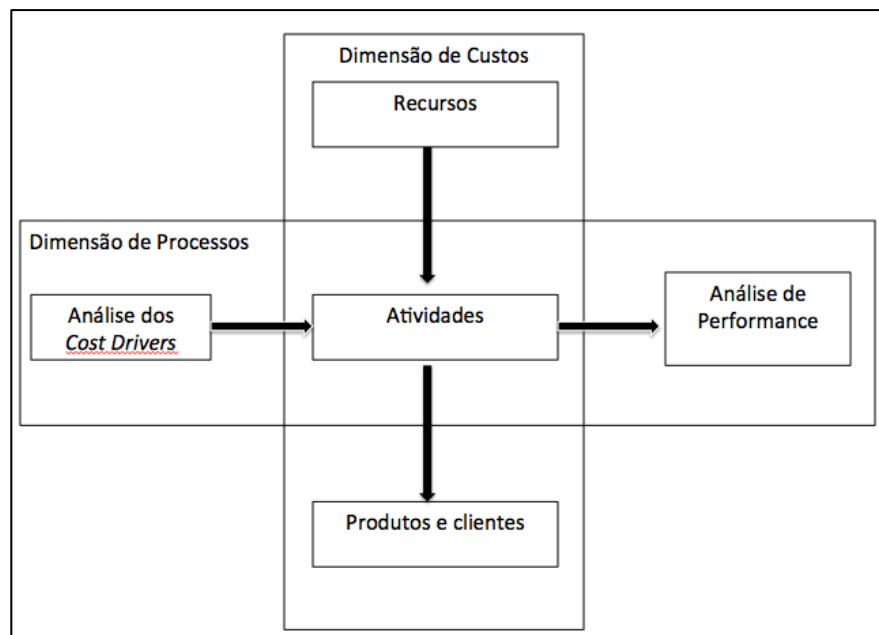 Dimensão de Custos
Recursos
Dimensão de Processos
Análise dos
Cost Drivers
Atividades
Análise de
Performance
Produtos e clientes